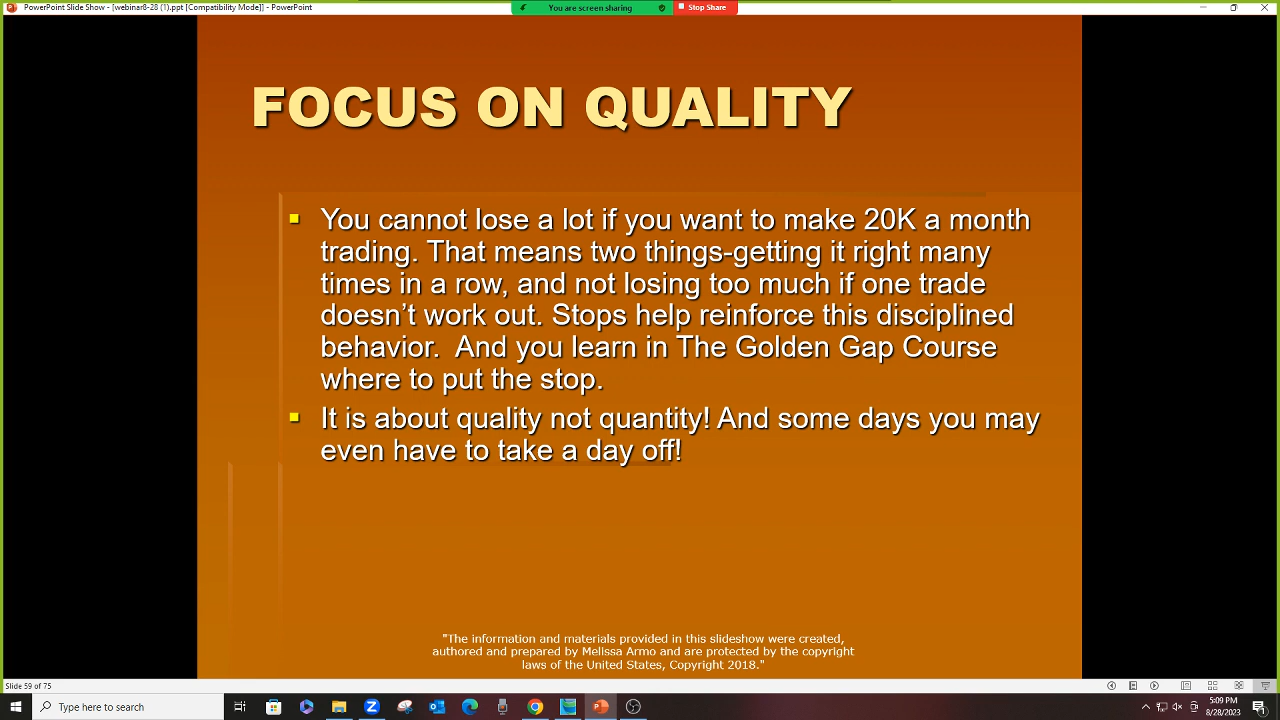 PowerPoint Slide Show - [webinar8-28 (1).ppt [Compatibility Mode]] - PowerPoint
You are screen sharing
Stop Share
FOCUS ON QUALITY
You cannot lose a lot if you want to make 20K a month
trading. That means two things-getting it right many
times in a row, and not losing too much if one trade
doesn’t work out. Stops help reinforce this disciplined
behavior.  And you learn in The Golden Gap Course
where to put the stop.
It is about quality not quantity! And some days you may
even have to take a day off!
"The information and materials provided in this slideshow were created,
authored and prepared by Melissa Armo and are protected by the copyright
laws of the United States, Copyright 2018."
Slide 59 of 75
Type here to search
5:09 PM
8/28/2023